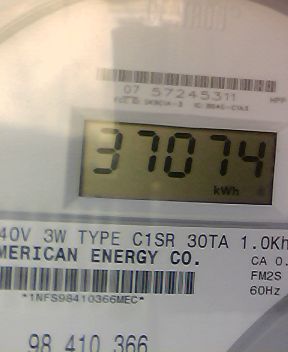 07 57245311
37074
kWh
40V 3W TYPE C1SR 30TA 1.0Kh
MERICAN ENERGY CO.
CA 0.
FM2S
60Hz
*1NFS98410366MEC*
98 410 366